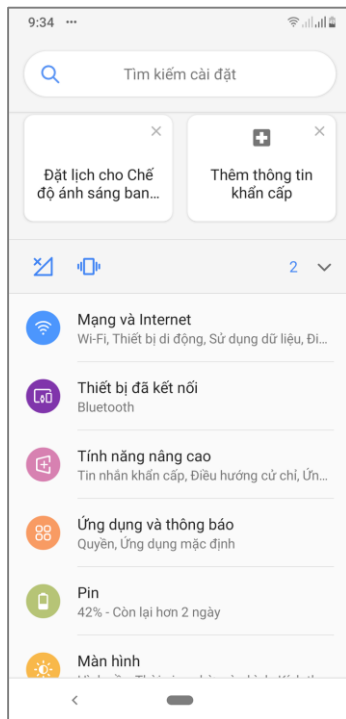 9:34 ...
Tìm kiếm cài đặt
Đặt lịch cho Chế
độ ánh sáng ban...
Thêm thông tin
khẩn cấp
2
Mạng và Internet
Wi-Fi, Thiết bị di động, Sử dụng dữ liệu, Đi...
Thiết bị đã kết nối
Bluetooth
Tính năng nâng cao
Tin nhắn khẩn cấp, Điều hướng cử chỉ, Ứn...
Ứng dụng và thông báo
Quyền, Ứng dụng mặc định
Pin
42% - Còn lại hơn 2 ngày
Màn hình